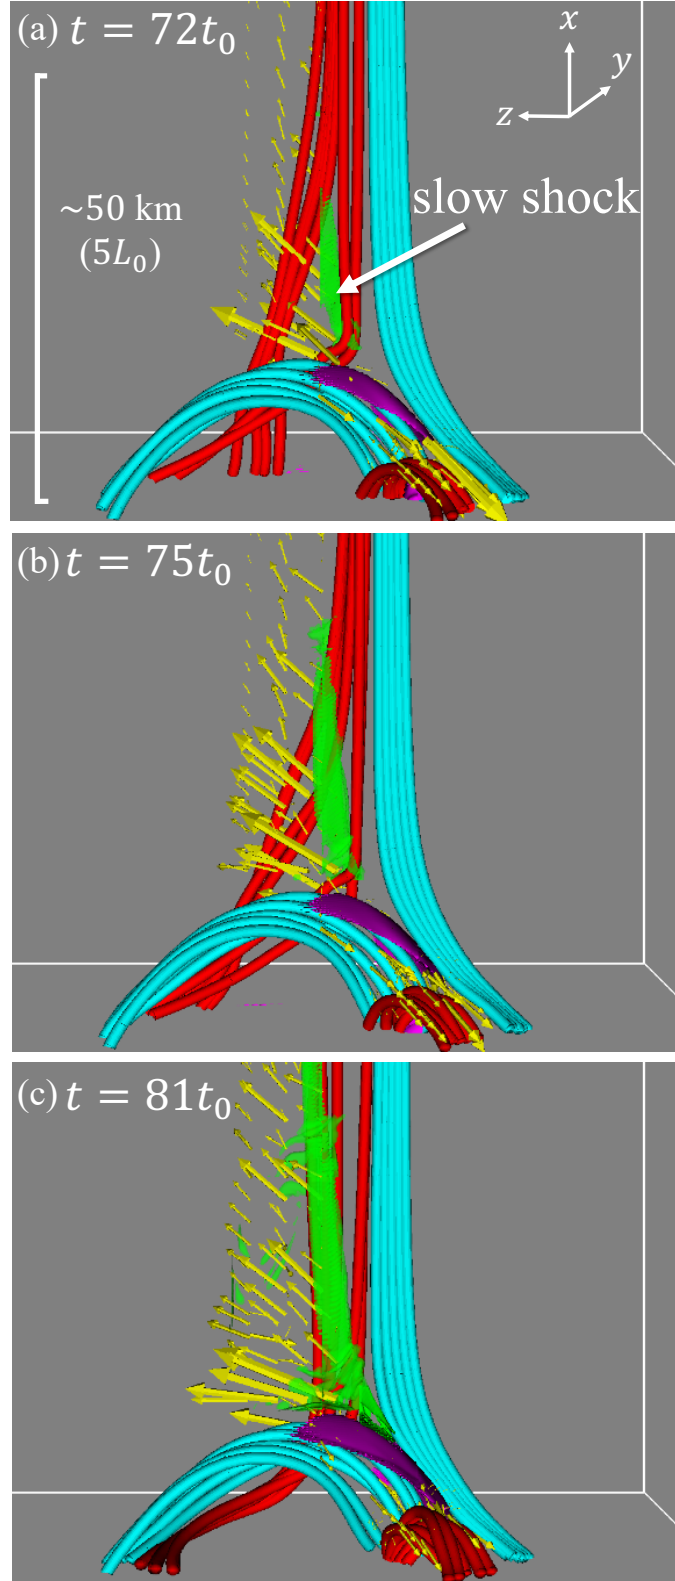 (a) t = 72t₀
x
y
z
~50 km
(5L₀)
slow shock
(b) t = 75t₀
(c) t = 81t₀